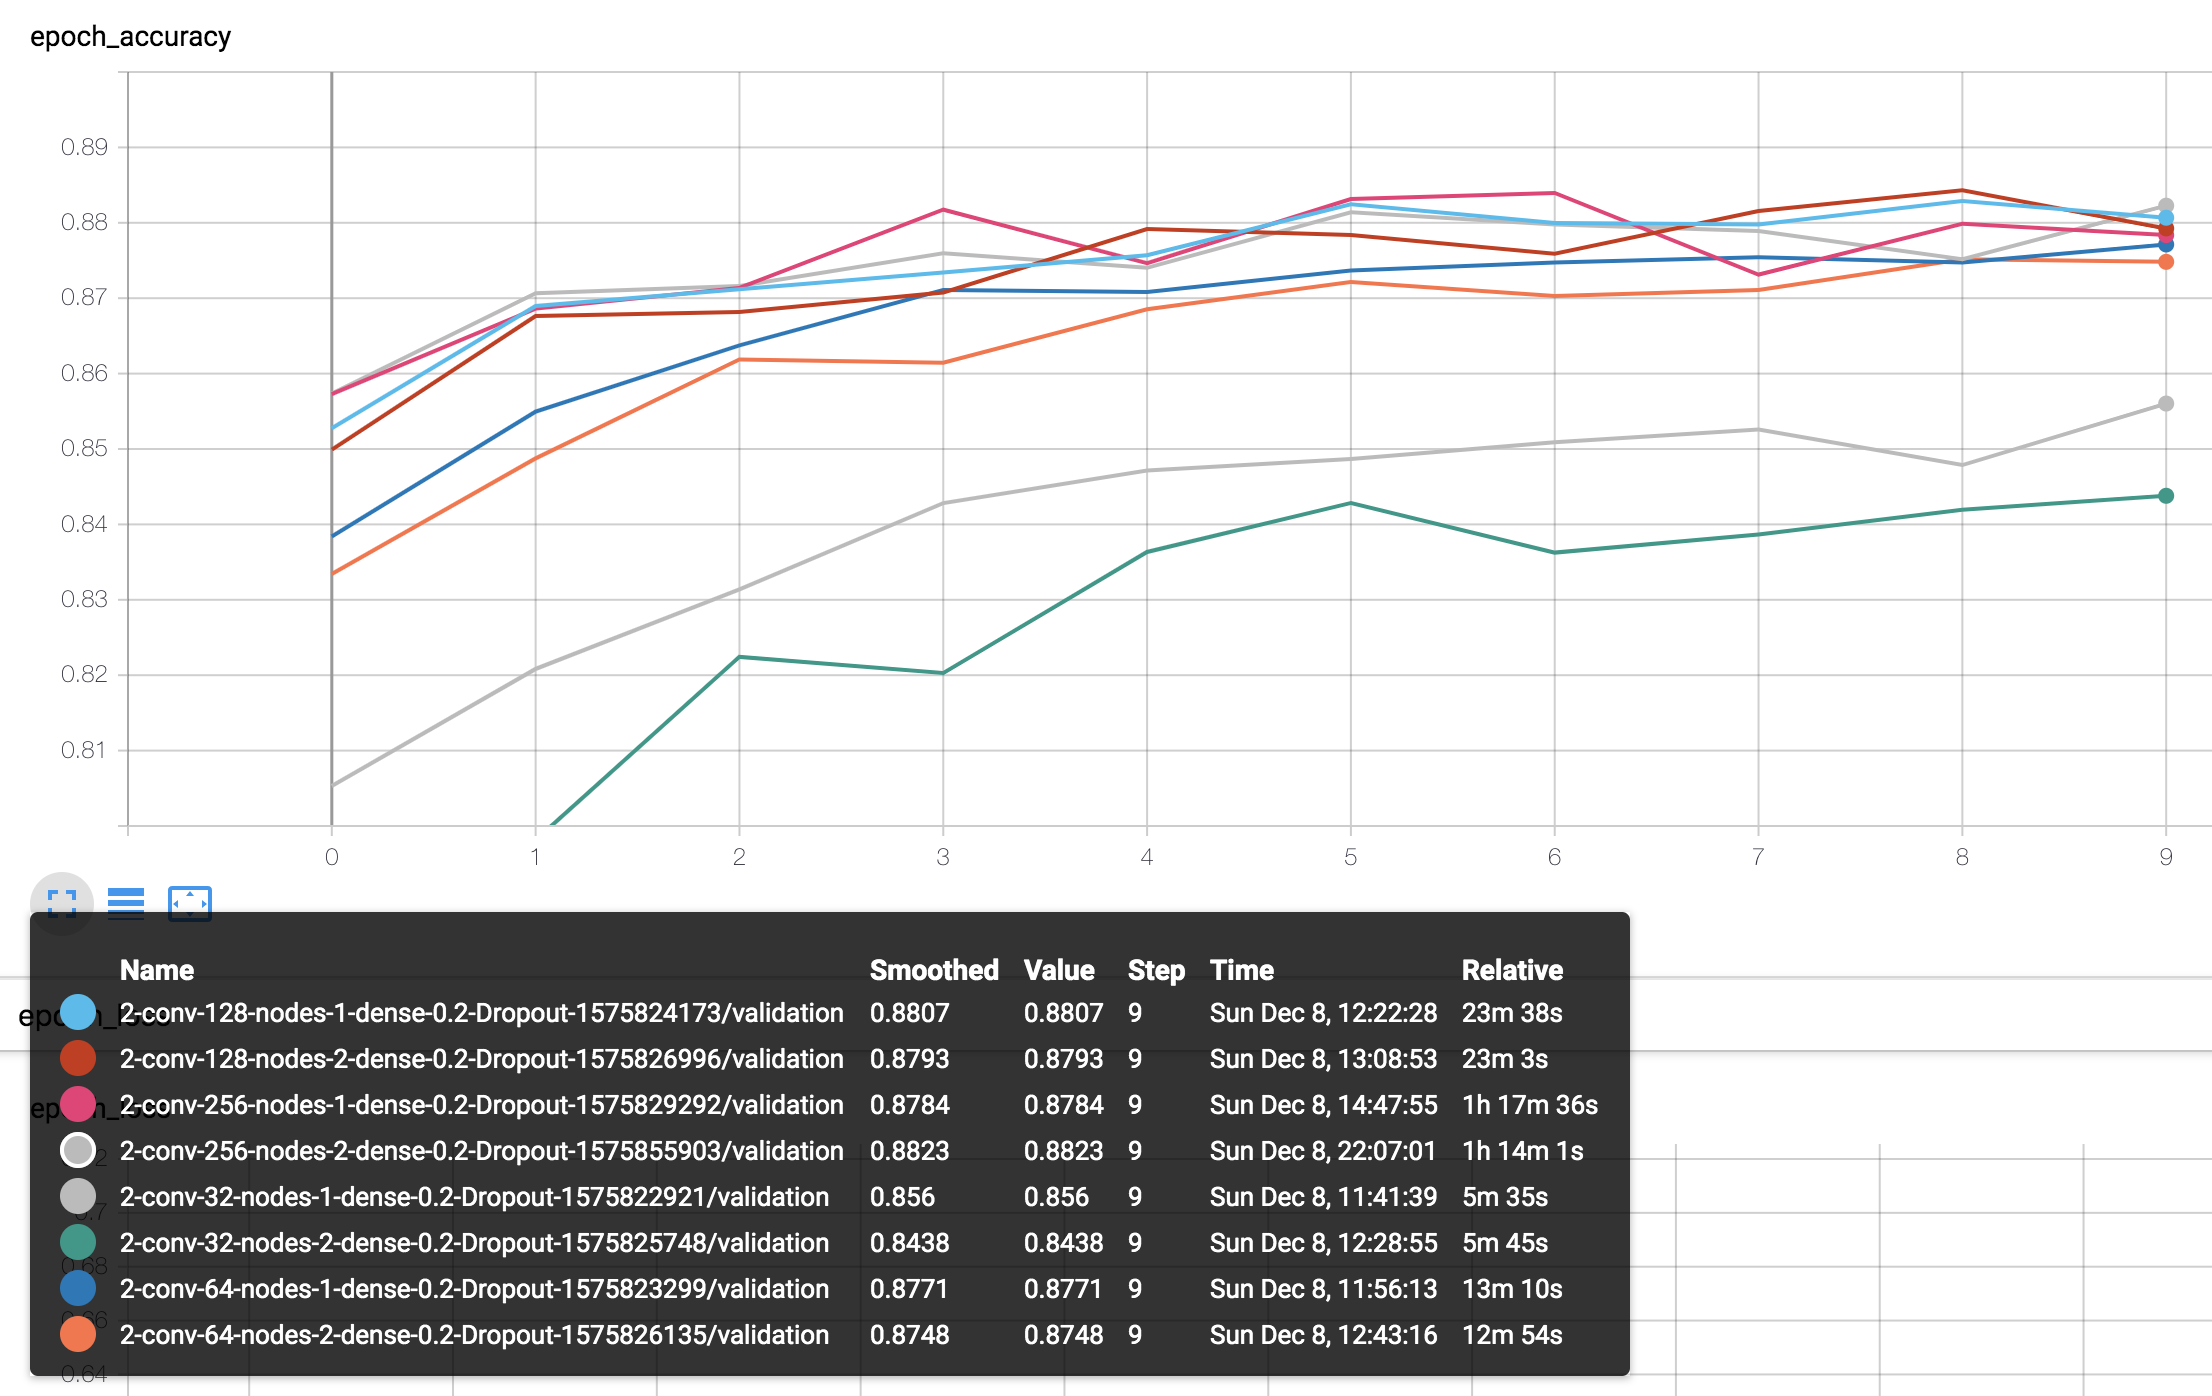 epoch_accuracy
0.89
0.88
0.87
0.86
0.85
0.84
0.83
0.82
0.81
0 1 2 3 4 5 6 7 8 9
Name Smoothed Value Step Time Relative
2-conv-128-nodes-1-dense-0.2-Dropout-1575824173/validation 0.8807 0.8807 9 Sun Dec 8, 12:22:28 23m 38s
2-conv-128-nodes-2-dense-0.2-Dropout-1575826996/validation 0.8793 0.8793 9 Sun Dec 8, 13:08:53 23m 3s
2-conv-256-nodes-1-dense-0.2-Dropout-1575829292/validation 0.8784 0.8784 9 Sun Dec 8, 14:47:55 1h 17m 36s
2-conv-256-nodes-2-dense-0.2-Dropout-1575855903/validation 0.8823 0.8823 9 Sun Dec 8, 22:07:01 1h 14m 1s
2-conv-32-nodes-1-dense-0.2-Dropout-1575822921/validation 0.856 0.856 9 Sun Dec 8, 11:41:39 5m 35s
2-conv-32-nodes-2-dense-0.2-Dropout-1575825748/validation 0.8438 0.8438 9 Sun Dec 8, 12:28:55 5m 45s
2-conv-64-nodes-1-dense-0.2-Dropout-1575823299/validation 0.8771 0.8771 9 Sun Dec 8, 11:56:13 13m 10s
2-conv-64-nodes-2-dense-0.2-Dropout-1575826135/validation 0.8748 0.8748 9 Sun Dec 8, 12:43:16 12m 54s
0.64